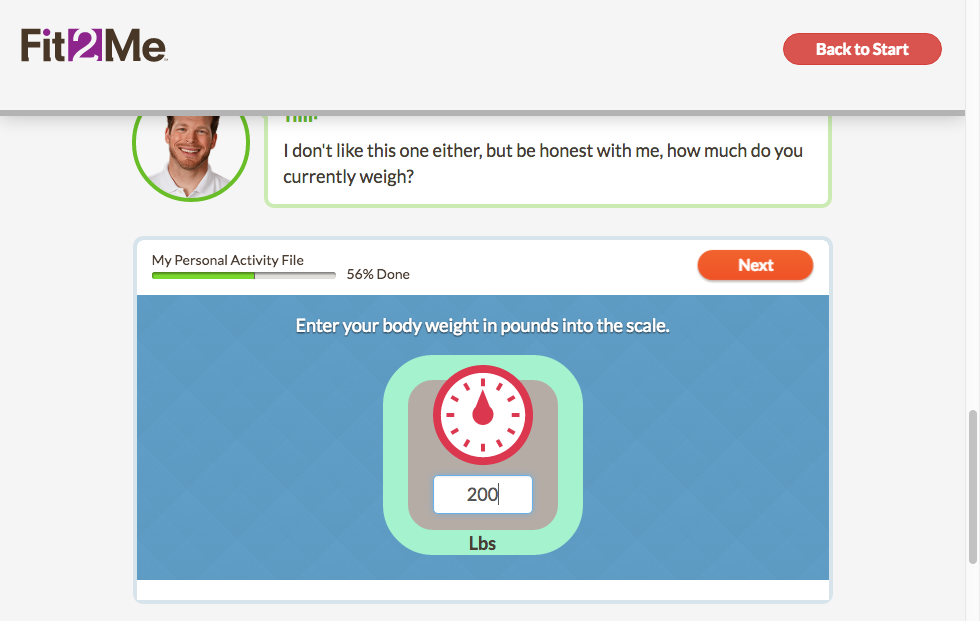 Fit2Me
Back to Start
I don't like this one either, but be honest with me, how much do you
currently weigh?
My Personal Activity File
56% Done
Next
Enter your body weight in pounds into the scale.
200
Lbs